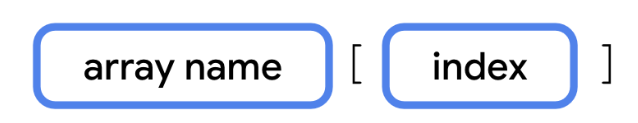 array name [ index ]